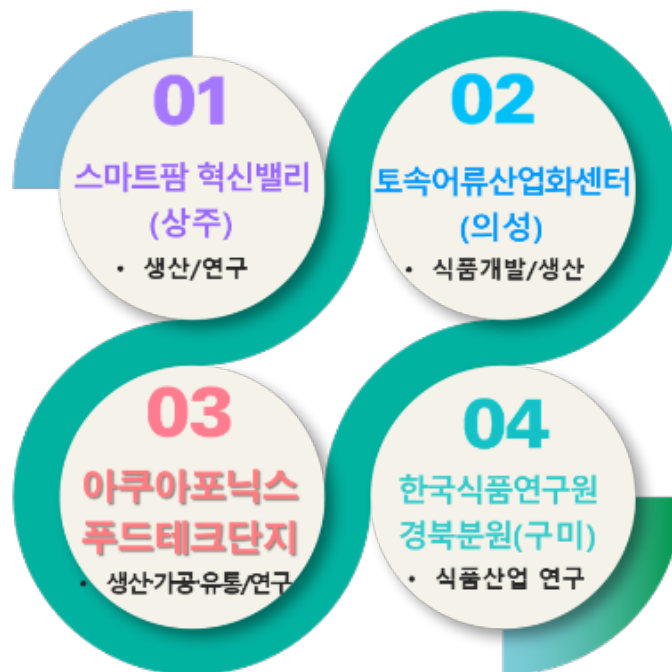 01
스마트팜 혁신밸리
(상주)
• 생산/연구
02
토속어류산업화센터
(의성)
• 식품개발/생산
03
아쿠아포닉스
푸드테크단지
• 생산·가공·유통/연구
04
한국식품연구원
경북분원(구미)
• 식품산업 연구